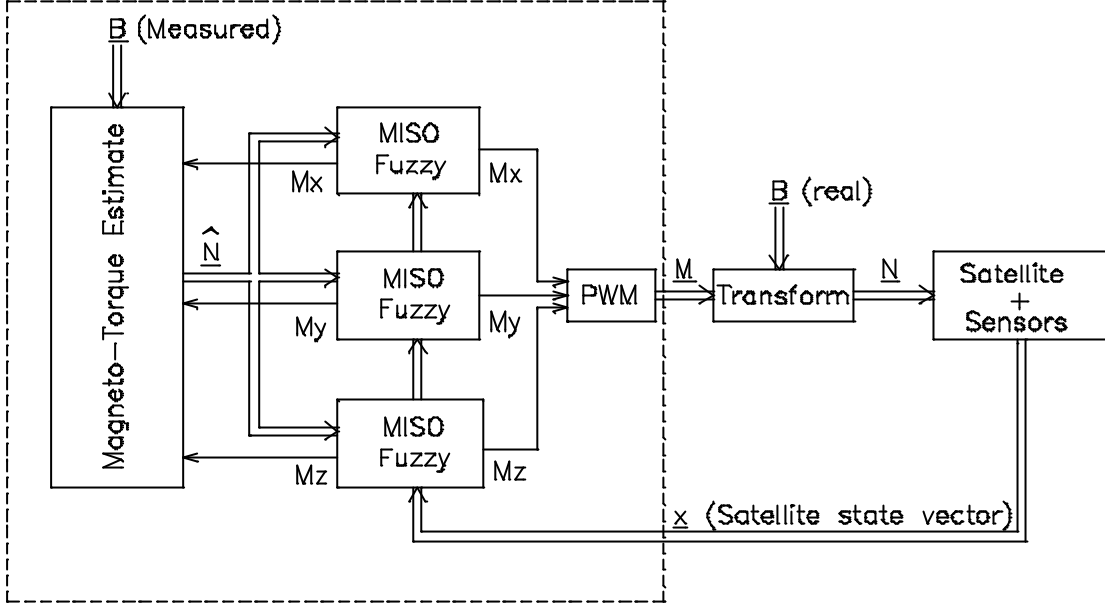 B (Measured)
Magneto-Torque Estimate
N̂
MISO
Fuzzy
Mx
Mx
MISO
Fuzzy
My
My
MISO
Fuzzy
Mz
Mz
PWM
M
B (real)
Transform
N
Satellite
+
Sensors
x (Satellite state vector)